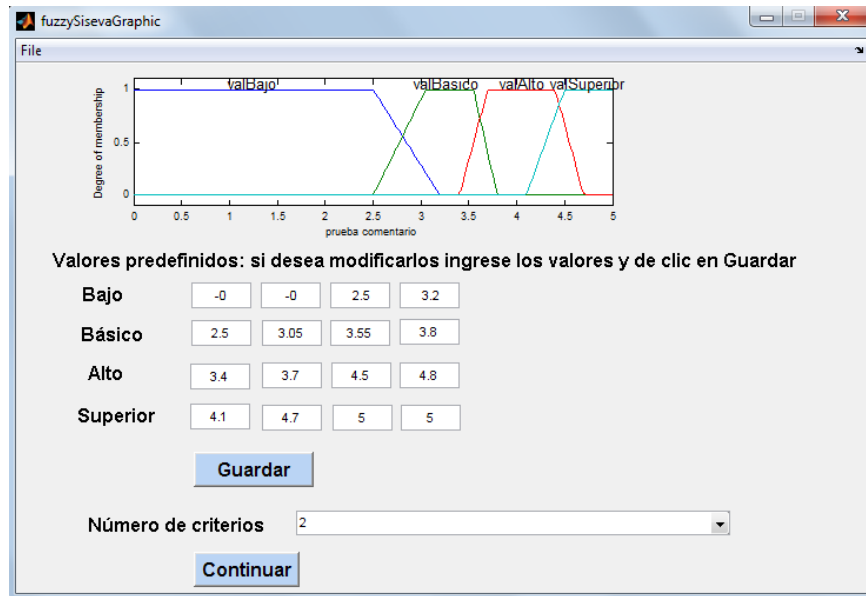 fuzzySisevaGraphic
File
valBajo valBasico valAlto valSuperior
Degree of membership
1
0.5
0
0 0.5 1 1.5 2 2.5 3 3.5 4 4.5 5
prueba comentario
Valores predefinidos: si desea modificarlos ingrese los valores y de clic en Guardar
Bajo -0 -0 2.5 3.2
Básico 2.5 3.05 3.55 3.8
Alto 3.4 3.7 4.5 4.8
Superior 4.1 4.7 5 5
Guardar
Número de criterios 2
Continuar